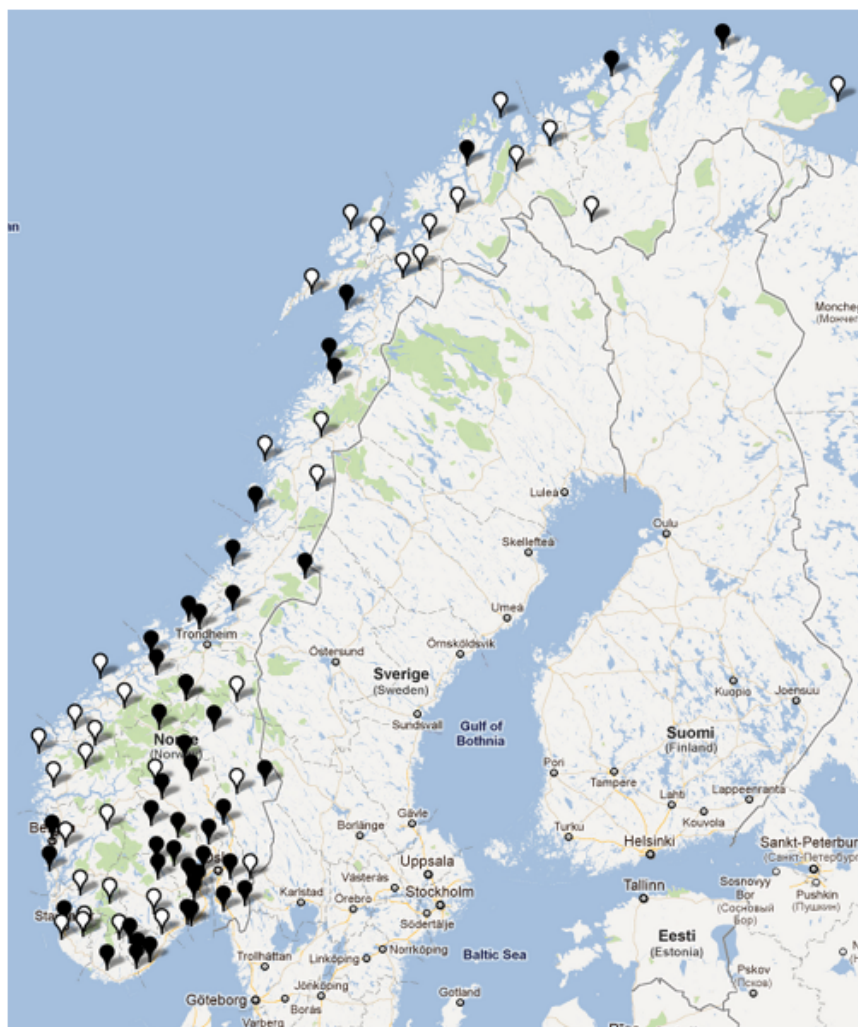 an
Monche
(Монче
Luleå
Oulu
Skellefteå
Umeå
Trondheim
Östersund
Örnsköldsvik
Sverige
(Sweden)
Kuopio
Joensuu
Sundsvall
Gulf of
Bothnia
Suomi
(Finland)
Pori
Tampere
Lahti
Lappeenranta
Kouvola
Gävle
Borlänge
Turku
Helsinki
Sankt-Peterbur
(Санкт-Петербур
Uppsala
Västerås
Stockholm
Karlstad
Örebro
Södertälje
Tallinn
Sosnovyy
Bor
(Сосновый
Бор)
Pushkin
(Пушкин)
Trollhättan
Linköping
Norrköping
Baltic Sea
Eesti
(Estonia)
Pskov
(Псков)
Jönköping
Göteborg
Borås
Gotland
Varberg